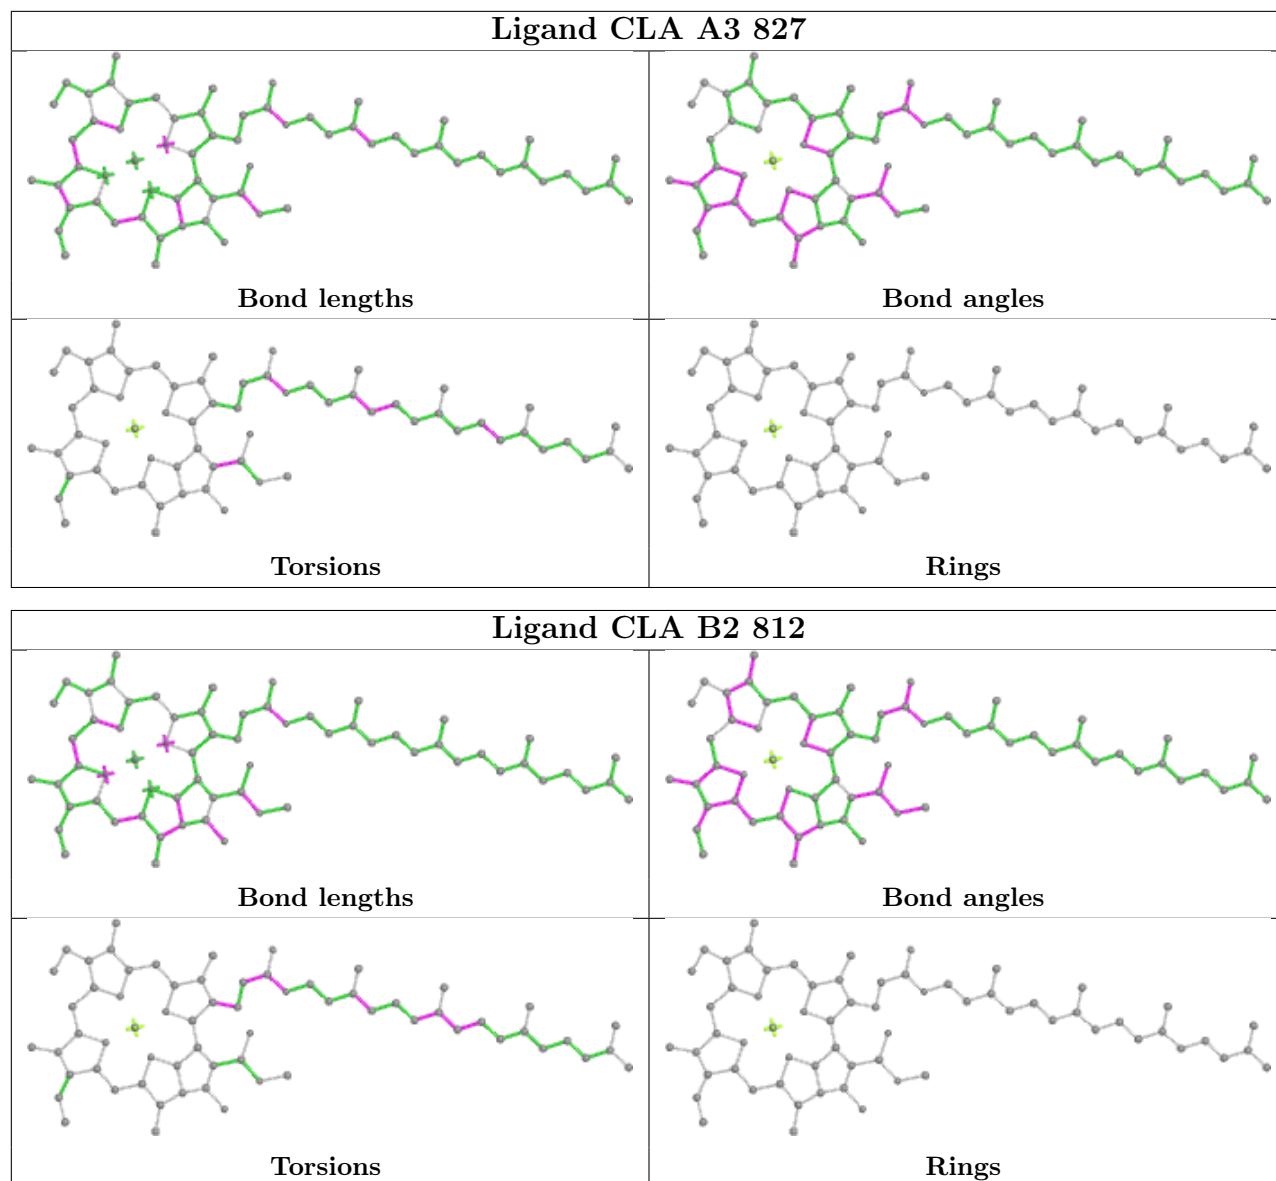 Ligand CLA A3 827
Bond lengths
Bond angles
Torsions
Rings
Ligand CLA B2 812
Bond lengths
Bond angles
Torsions
Rings